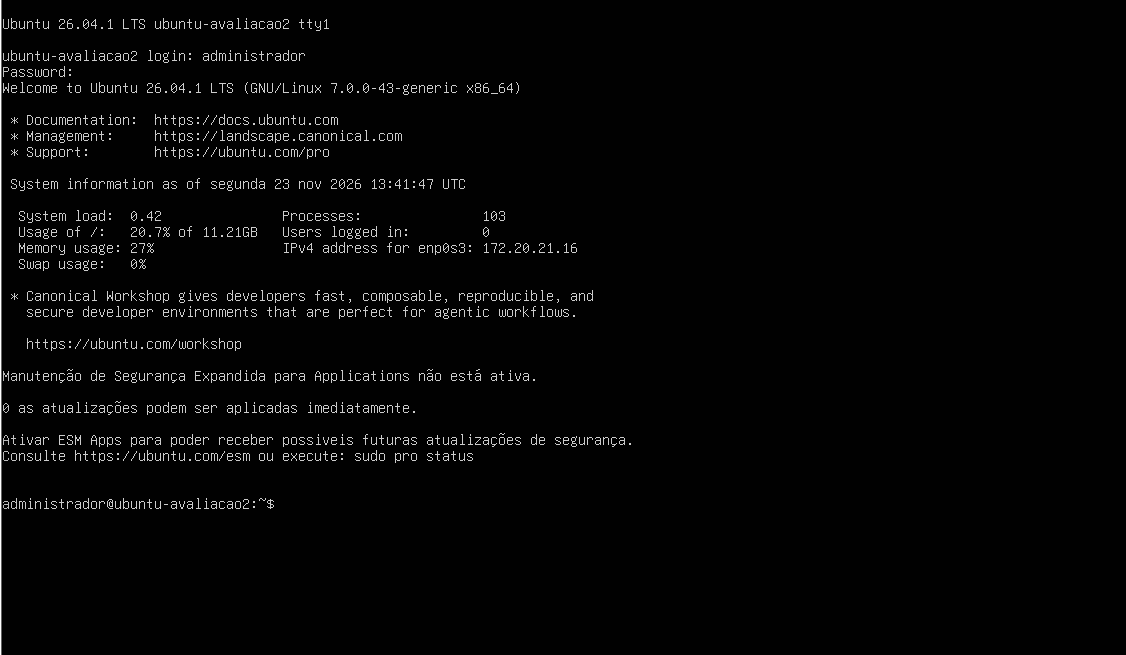 Ubuntu 26.04.1 LTS ubuntu-avaliacao2 tty1
ubuntu-avaliacao2 login: administrador
Password:
Welcome to Ubuntu 26.04.1 LTS (GNU/Linux 7.0.0-43-generic x86_64)
* Documentation:  https://docs.ubuntu.com
* Management:     https://landscape.canonical.com
* Support:        https://ubuntu.com/pro
System information as of segunda 23 nov 2026 13:41:47 UTC
System load:  0.42               Processes:               103
Usage of /:   20.7% of 11.21GB   Users logged in:         0
Memory usage: 27%                IPv4 address for enp0s3: 172.20.21.16
Swap usage:   0%
* Canonical Workshop gives developers fast, composable, reproducible, and
secure developer environments that are perfect for agentic workflows.
https://ubuntu.com/workshop
Manutenção de Segurança Expandida para Applications não está ativa.
0 as atualizações podem ser aplicadas imediatamente.
Ativar ESM Apps para poder receber possiveis futuras atualizações de segurança.
Consulte https://ubuntu.com/esm ou execute: sudo pro status
administrador@ubuntu-avaliacao2:~$